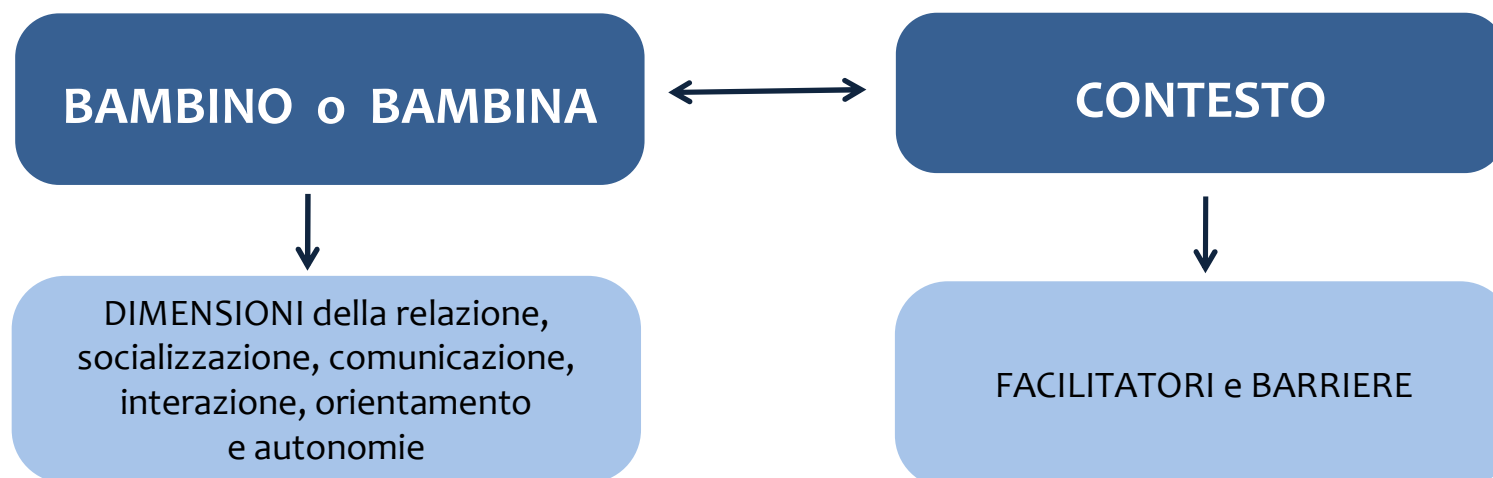 BAMBINO o BAMBINA
CONTESTO
DIMENSIONI della relazione,
socializzazione, comunicazione,
interazione, orientamento
e autonomie
FACILITATORI e BARRIERE